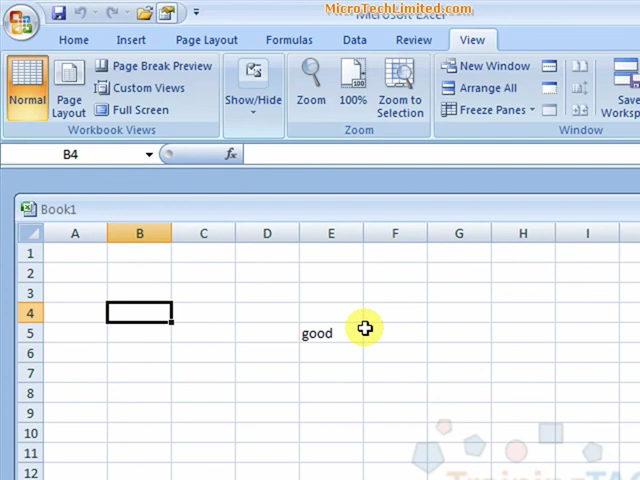 MicroTechLimited.com
Microsoft Excel
Home Insert Page Layout Formulas Data Review View
Normal
Page Layout
Page Break Preview
Custom Views
Full Screen
Workbook Views
Show/Hide
Zoom
100%
Zoom to Selection
Zoom
New Window
Arrange All
Freeze Panes
Save
Window
B4
fx
Book1
A B C D E F G H I
1
2
3
4
5 good
6
7
8
9
10
11
12